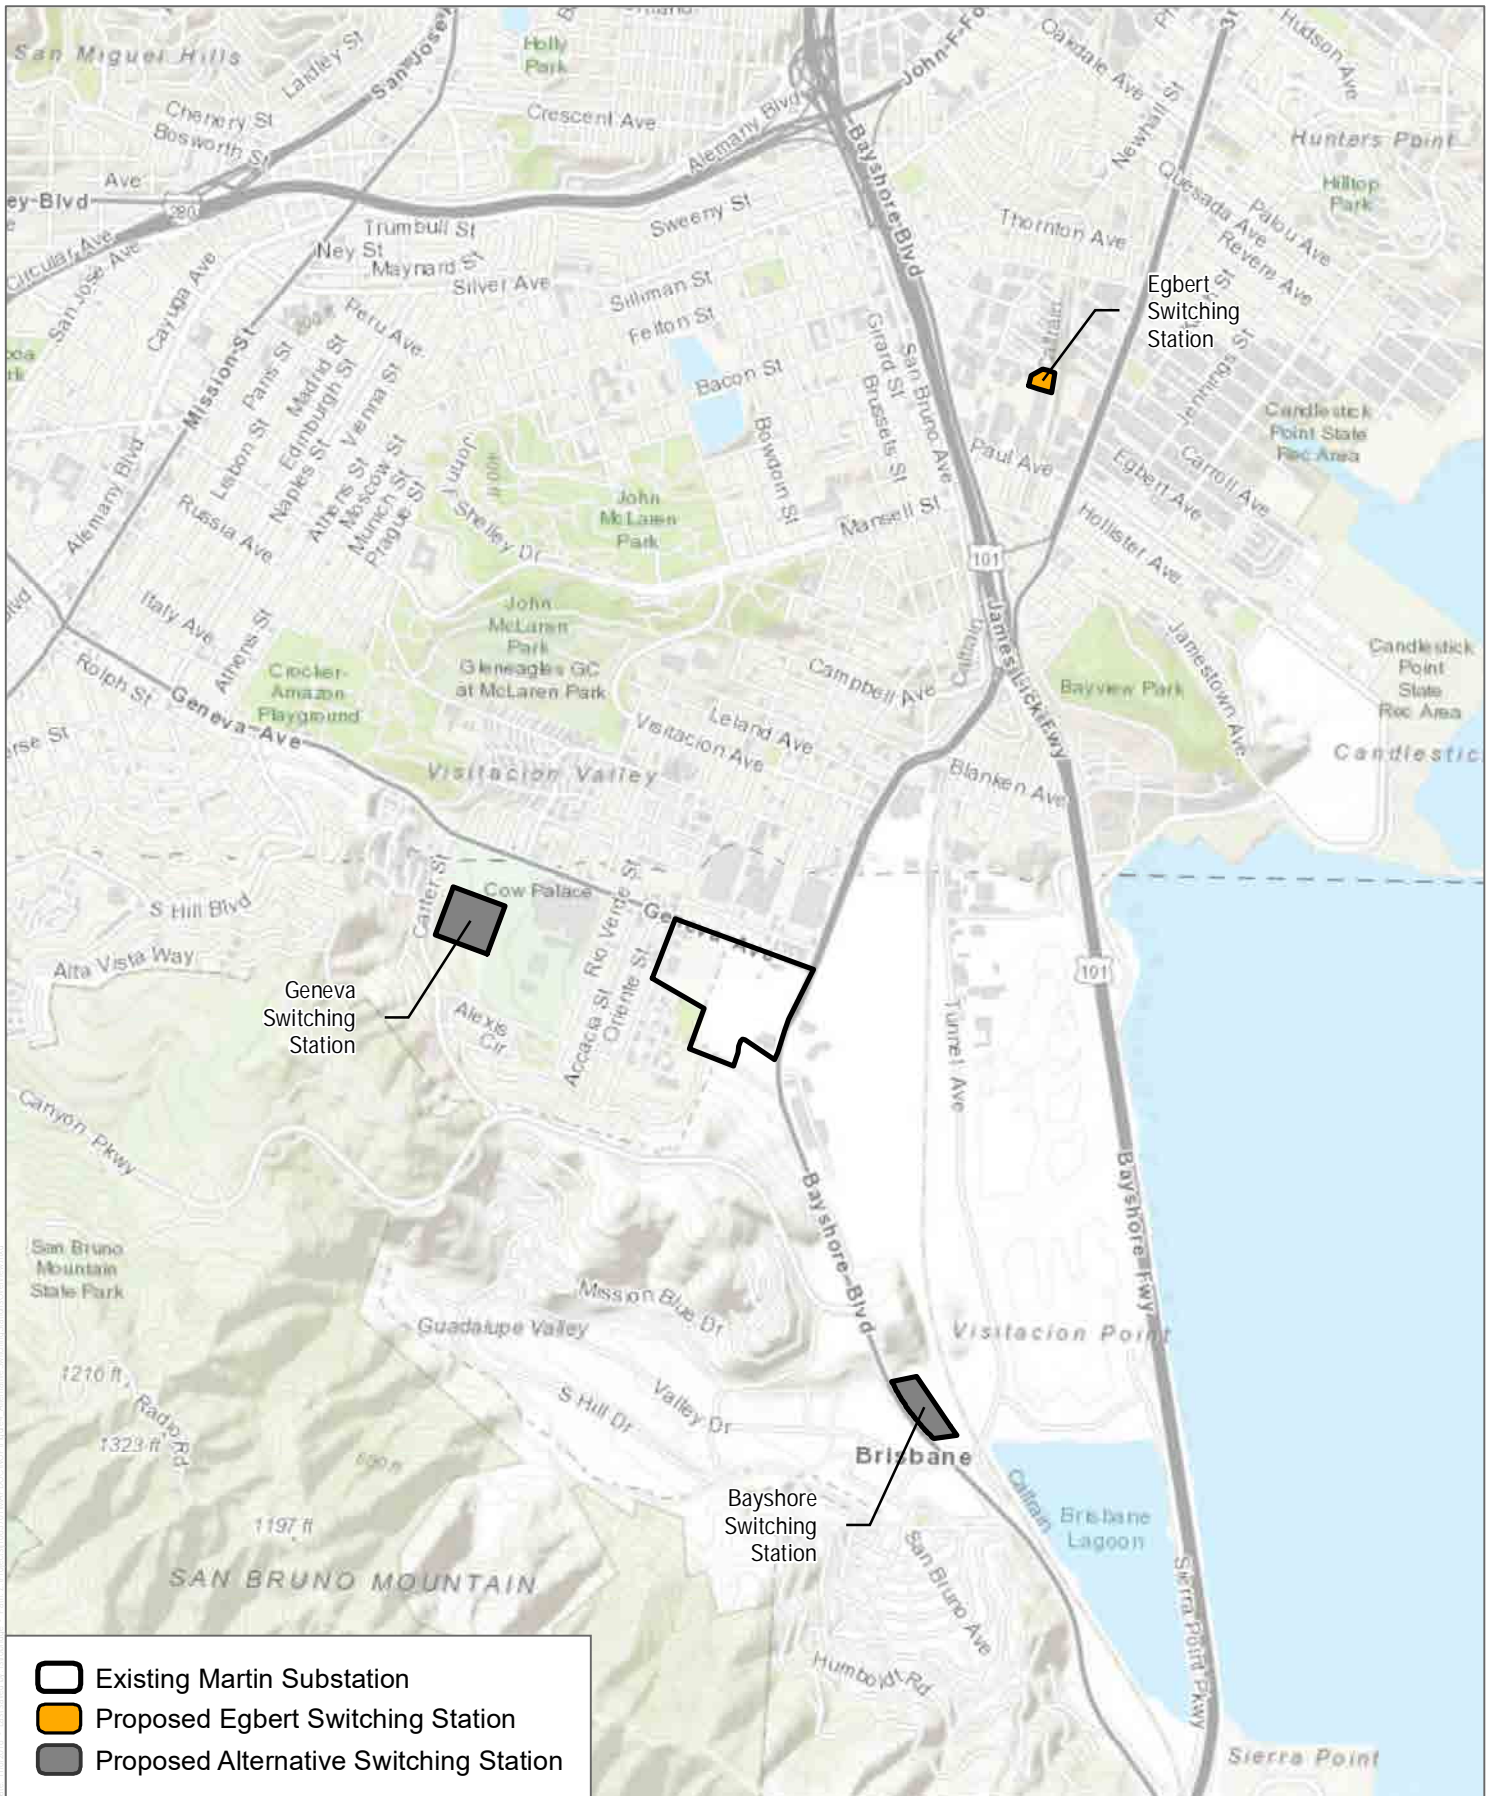 San Miguel Hills
Laidley St
San Jose
Holly
Park
John-F-Fo
Oakdale Ave
Hudson Ave
Chenery St
Bosworth St
Crescent Ave
Alemany Blvd
Bayshore Blvd
Newhall St
Hunters Point
Ave
ey-Blvd
280
Quesada Ave
Hilltop
Park
Palou Ave
Revere Ave
Thornton Ave
Sweeny St
Trumbull St
Ney St
Maynard St
Silver Ave
Circular Ave
San Jose Ave
Cayuga Ave
Silliman St
Felton St
Peru Ave
Egbert
Switching
Station
Caltrain
Girard St
San Bruno Ave
Brussets St
Bacon St
Bowdoin St
Jennings St
Mission St
Paris St
Madrid St
Lisbon St
Edinburgh St
Vienna St
Naples St
Athens St
Moscow St
Munich St
Prague St
Alemany Blvd
Russia Ave
400 ft
Shelley Dr
John
McLaren
Park
Mansell St
Paul Ave
Egbert Ave
Carroll Ave
Candlestick
Point State
Rec Area
Hollister Ave
101
Italy Ave
Athens St
Rolph St
Geneva-Ave
Crocker-
Amazon
Playground
John
McLaren
Park
Gleneagles GC
at McLaren Park
Campbell Ave
Caltrain
James Lick Fwy
Bayview Park
Jamestown Ave
Candlestick
Point
State
Rec Area
Candlestic
erse St
Leland Ave
Visitacion Ave
Visitacion Valley
Blanken Ave
S Hill Blvd
Carter St
Cow Palace
Rio Verde St
Geneva Ave
Alta Vista Way
Geneva
Switching
Station
Alexis
Cir
Accacia St
Oriente St
Tunnel Ave
101
Canyon Pkwy
Bayshore-Blvd
Bayshore Fwy
San Bruno
Mountain
State Park
Mission Blue Dr
Guadalupe Valley
Visitacion Point
1210 ft
Radio Rd
1323 ft
S Hill Dr
Valley Dr
Brisbane
Bayshore
Switching
Station
Caltrain
Brisbane
Lagoon
1197 ft
San Bruno Ave
SAN BRUNO MOUNTAIN
Sierra Point Pkwy
Humboldt Rd
Sierra Point
Existing Martin Substation
Proposed Egbert Switching Station
Proposed Alternative Switching Station